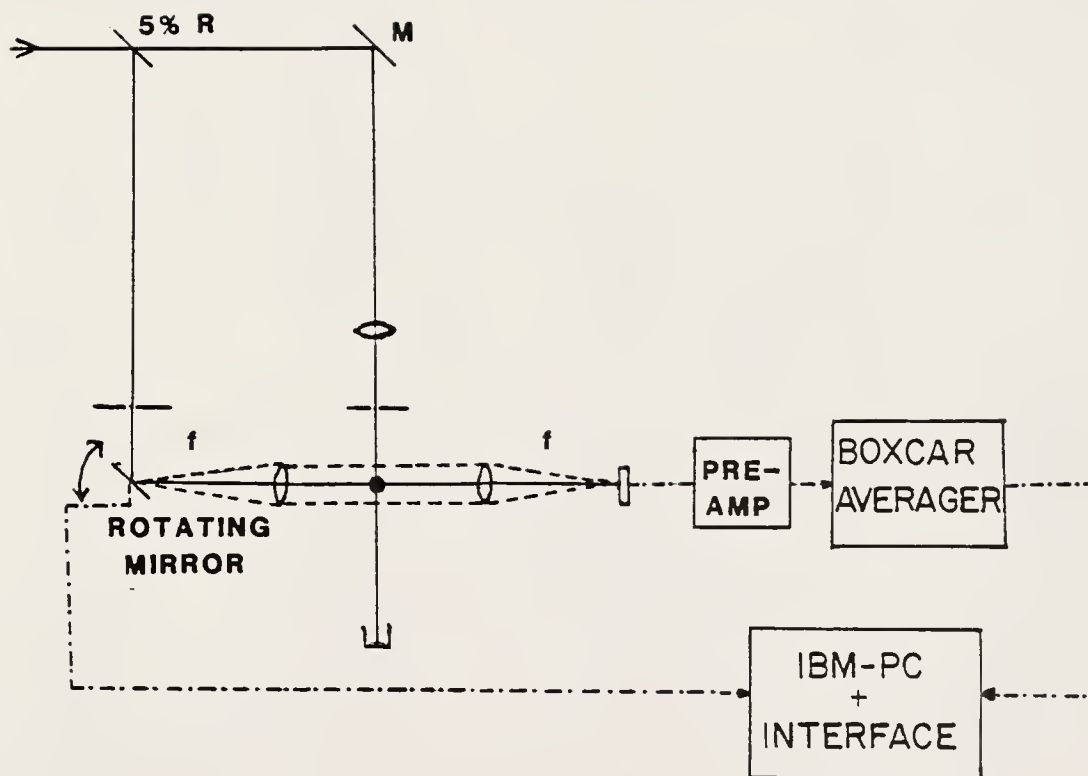 5% R
M
f
f
ROTATING
MIRROR
PRE-
AMP
BOXCAR
AVERAGER
IBM-PC
+
INTERFACE